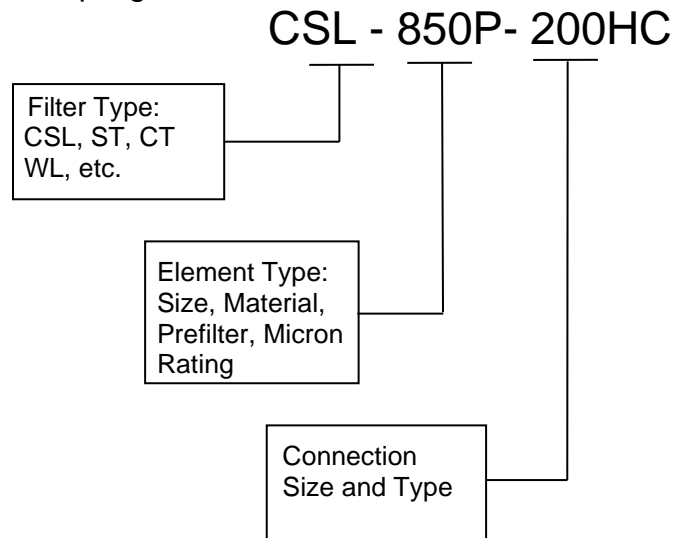 CSL - 850P- 200HC
Filter Type:
CSL, ST, CT
WL, etc.
Element Type:
Size, Material,
Prefilter, Micron
Rating
Connection
Size and Type